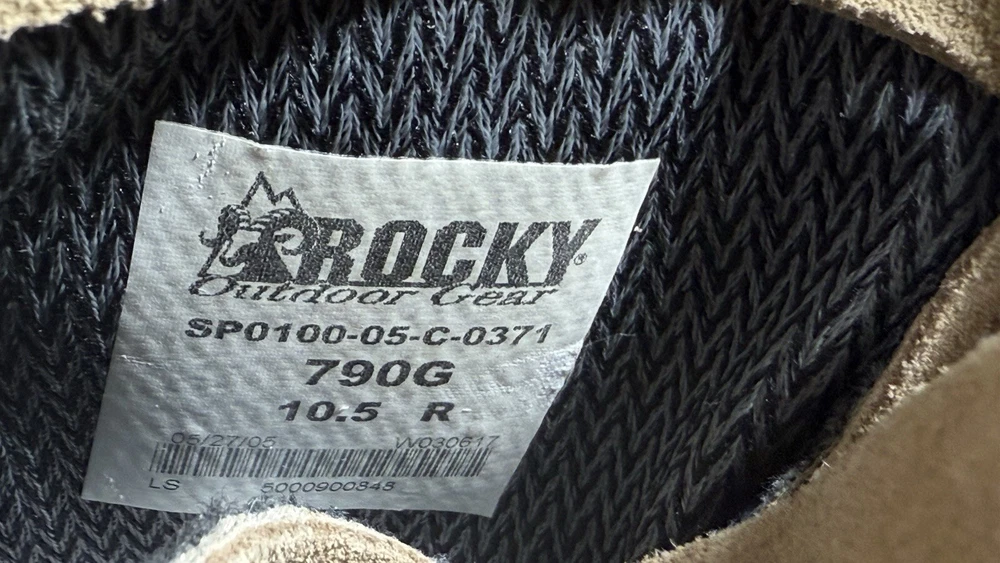 ROCKY®
Outdoor Gear
SP0100-05-C-0371
790G
10.5 R
05/27/05 W030617
LS 5000900848